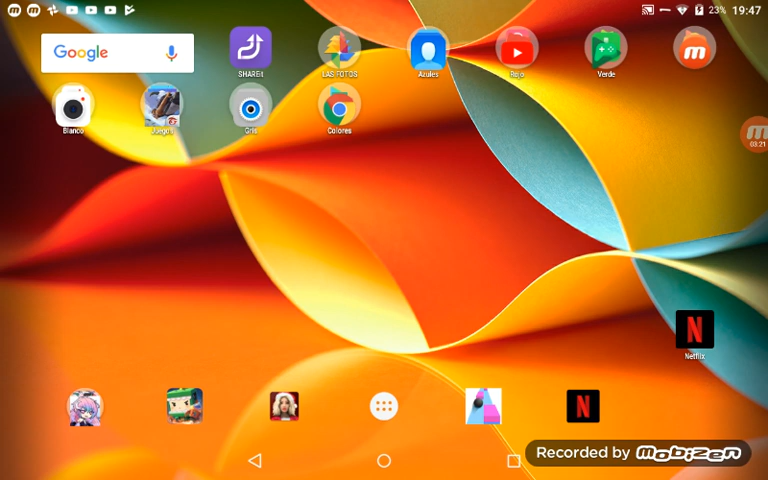 23% 19:47
Google
SHAREit
LAS FOTOS
Azules
Rojo
Verde
Blanco
Juegos
Gris
Colores
03:21
Netflix
Recorded by Mobizen